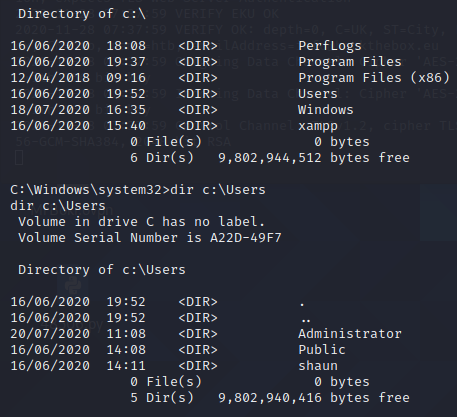 Directory of c:\
16/06/2020  18:08    <DIR>          PerfLogs
16/06/2020  19:37    <DIR>          Program Files
12/04/2018  09:16    <DIR>          Program Files (x86)
16/06/2020  19:52    <DIR>          Users
18/07/2020  16:35    <DIR>          Windows
16/06/2020  15:40    <DIR>          xampp
0 File(s)              0 bytes
6 Dir(s)   9,802,944,512 bytes free
C:\Windows\system32>dir c:\Users
dir c:\Users
Volume in drive C has no label.
Volume Serial Number is A22D-49F7
Directory of c:\Users
16/06/2020  19:52    <DIR>          .
16/06/2020  19:52    <DIR>          ..
20/07/2020  11:08    <DIR>          Administrator
16/06/2020  14:08    <DIR>          Public
16/06/2020  14:11    <DIR>          shaun
0 File(s)              0 bytes
5 Dir(s)   9,802,940,416 bytes free